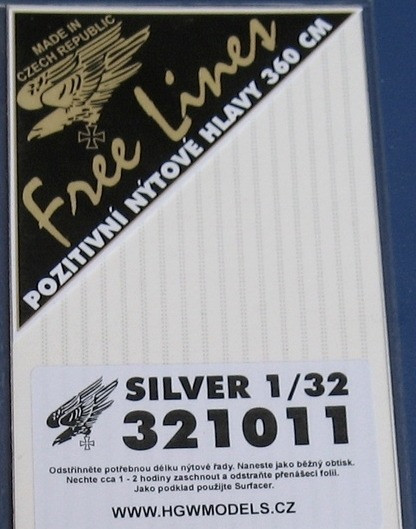 MADE IN
CZECH REPUBLIC
Free Lines
POZITIVNÍ NÝTOVÉ HLAVY 360 CM
SILVER 1/32
321011
Odstřihněte potřebnou délku nýtové řady. Naneste jako běžný obtisk.
Nechte cca 1 - 2 hodiny zaschnout a odstraňte přenášecí folii.
Jako podklad použijte Surfacer.
WWW.HGWMODELS.CZ